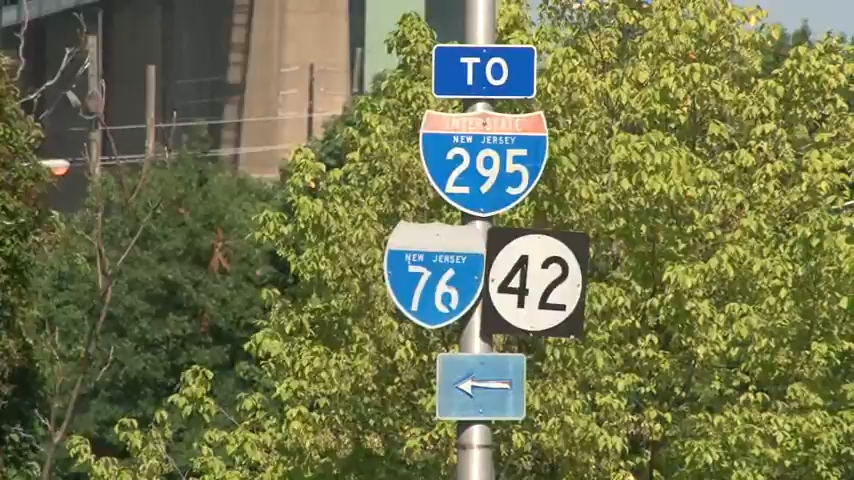 TO
INTERSTATE
NEW JERSEY
295
NEW JERSEY
76
42